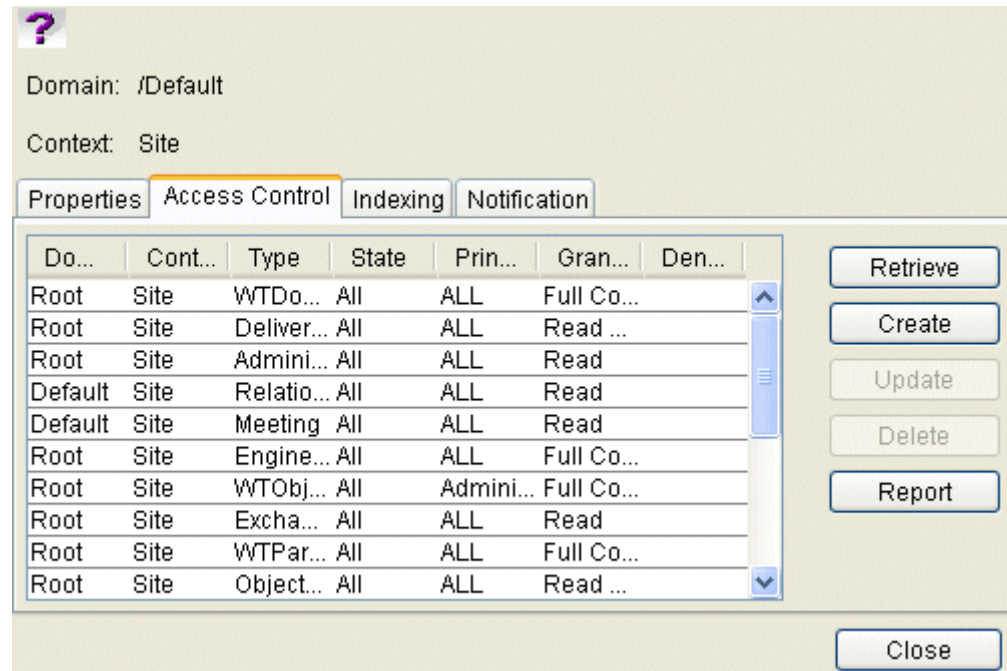 ?
Domain: /Default
Context: Site
Properties Access Control Indexing Notification
Do... Cont... Type State Prin... Gran... Den...
Root Site WTDo... All ALL Full Co...
Root Site Deliver... All ALL Read ...
Root Site Admini... All ALL Read
Default Site Relatio... All ALL Read
Default Site Meeting All ALL Read
Root Site Engine... All ALL Full Co...
Root Site WTObj... All Admini... Full Co...
Root Site Excha... All ALL Read
Root Site WTPar... All ALL Full Co...
Root Site Object... All ALL Read ...
Retrieve
Create
Update
Delete
Report
Close